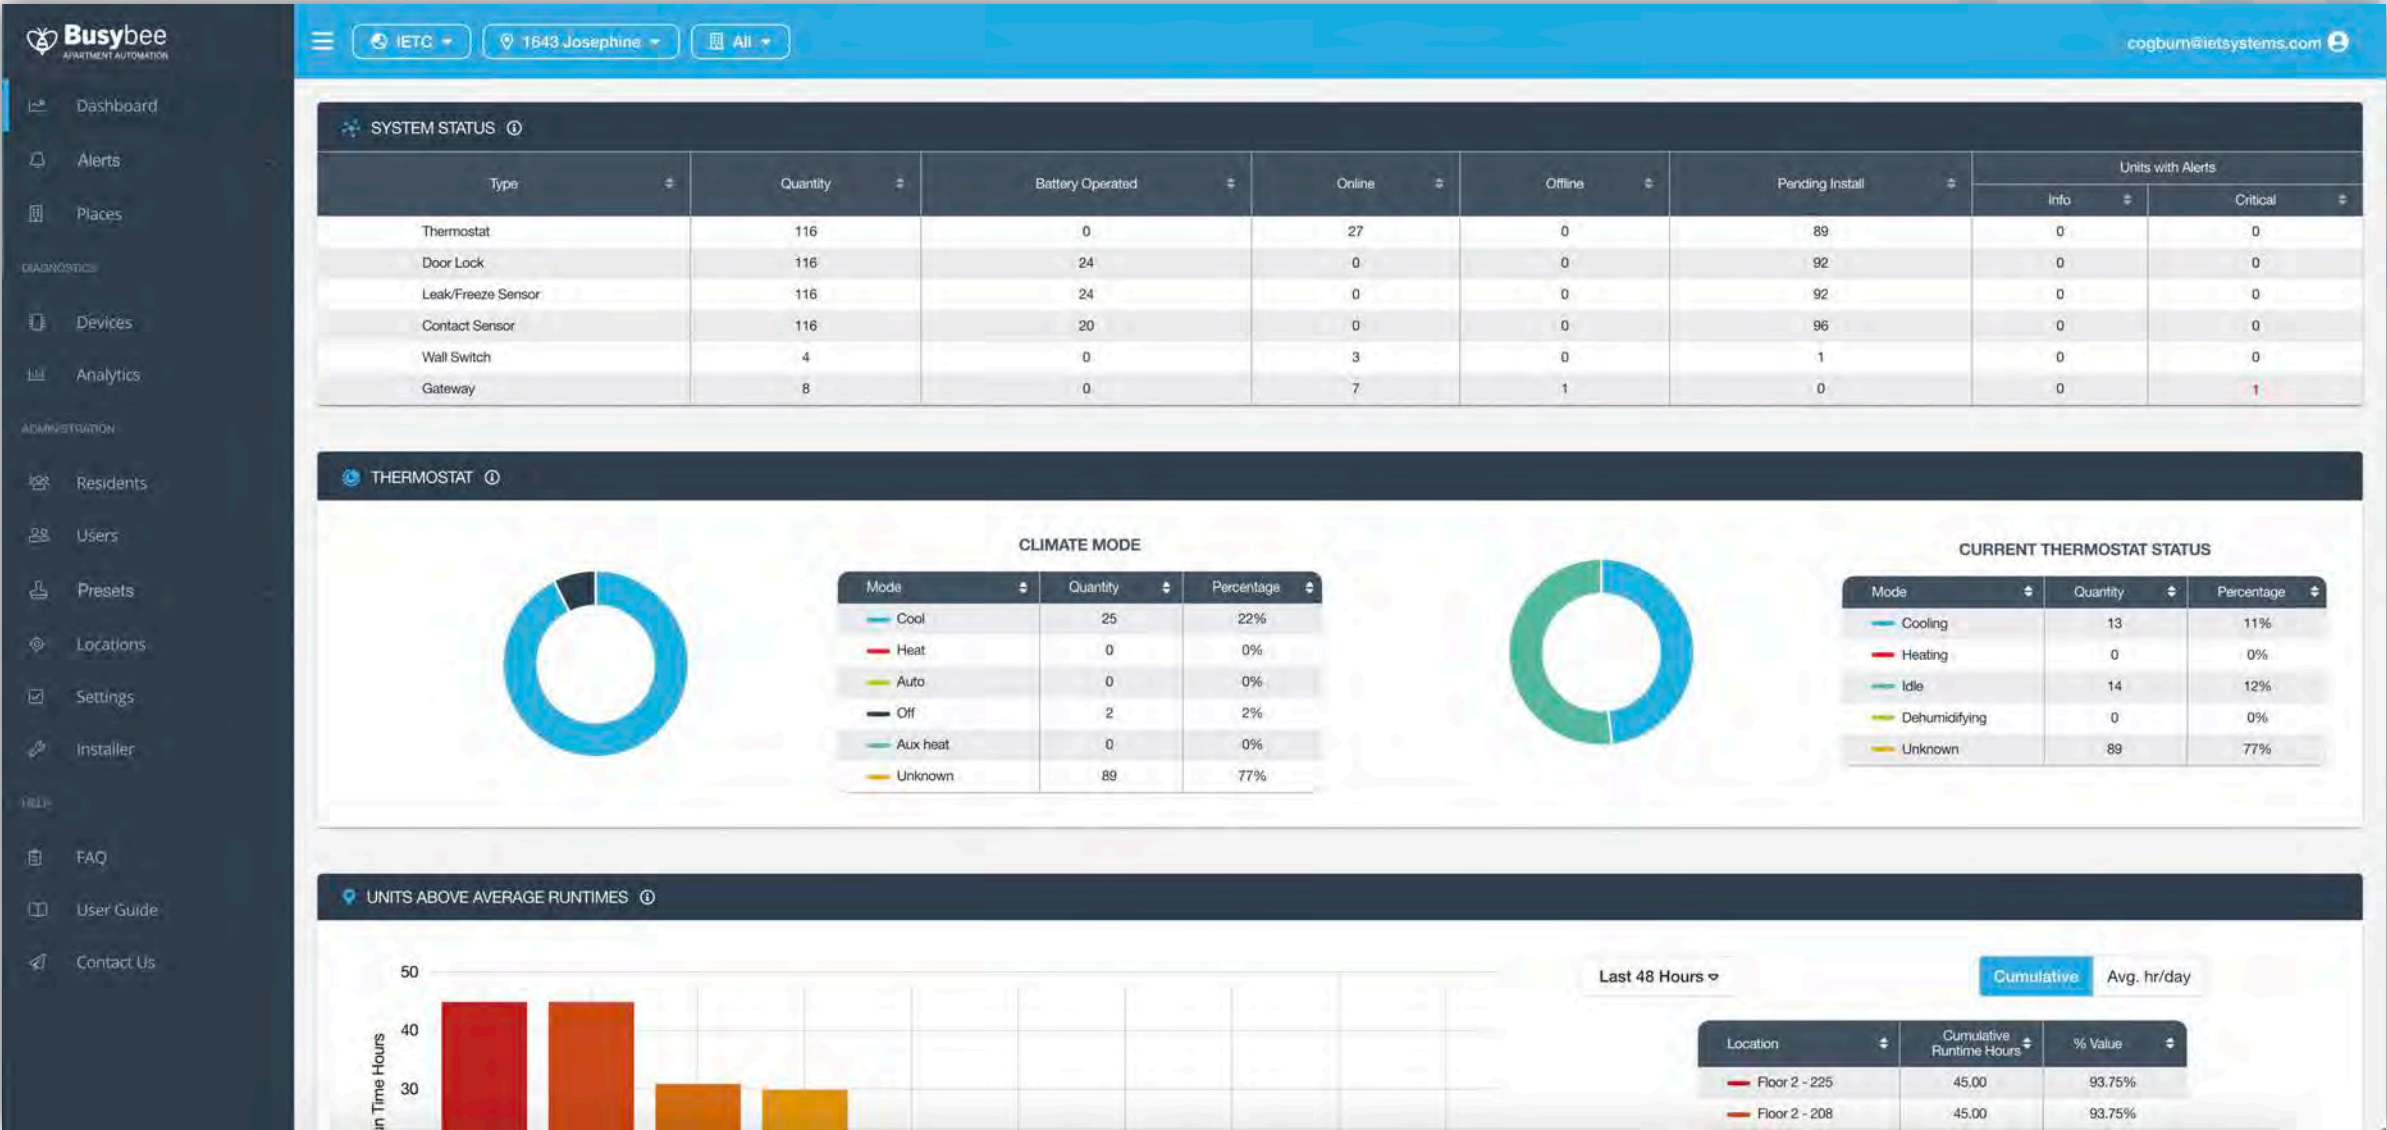 Busybee
APARTMENT AUTOMATION
IETC
1643 Josephine
All
cogburn@ietsystems.com
Dashboard
Alerts
Places
DIAGNOSTICS
Devices
Analytics
ADMINISTRATION
Residents
Users
Presets
Locations
Settings
Installer
HELP
FAQ
User Guide
Contact Us
SYSTEM STATUS
Type Quantity Battery Operated Online Offline Pending Install Units with Alerts
Info Critical
Thermostat 116 0 27 0 89 0 0
Door Lock 116 24 0 0 92 0 0
Leak/Freeze Sensor 116 24 0 0 92 0 0
Contact Sensor 116 20 0 0 96 0 0
Wall Switch 4 0 3 0 1 0 0
Gateway 8 0 7 1 0 0 1
THERMOSTAT
CLIMATE MODE
Mode Quantity Percentage
Cool 25 22%
Heat 0 0%
Auto 0 0%
Off 2 2%
Aux heat 0 0%
Unknown 89 77%
CURRENT THERMOSTAT STATUS
Mode Quantity Percentage
Cooling 13 11%
Heating 0 0%
Idle 14 12%
Dehumidifying 0 0%
Unknown 89 77%
UNITS ABOVE AVERAGE RUNTIMES
50
40
30
Time Hours
Last 48 Hours
Cumulative Avg. hr/day
Location Cumulative Runtime Hours % Value
Floor 2 - 225 45.00 93.75%
Floor 2 - 208 45.00 93.75%